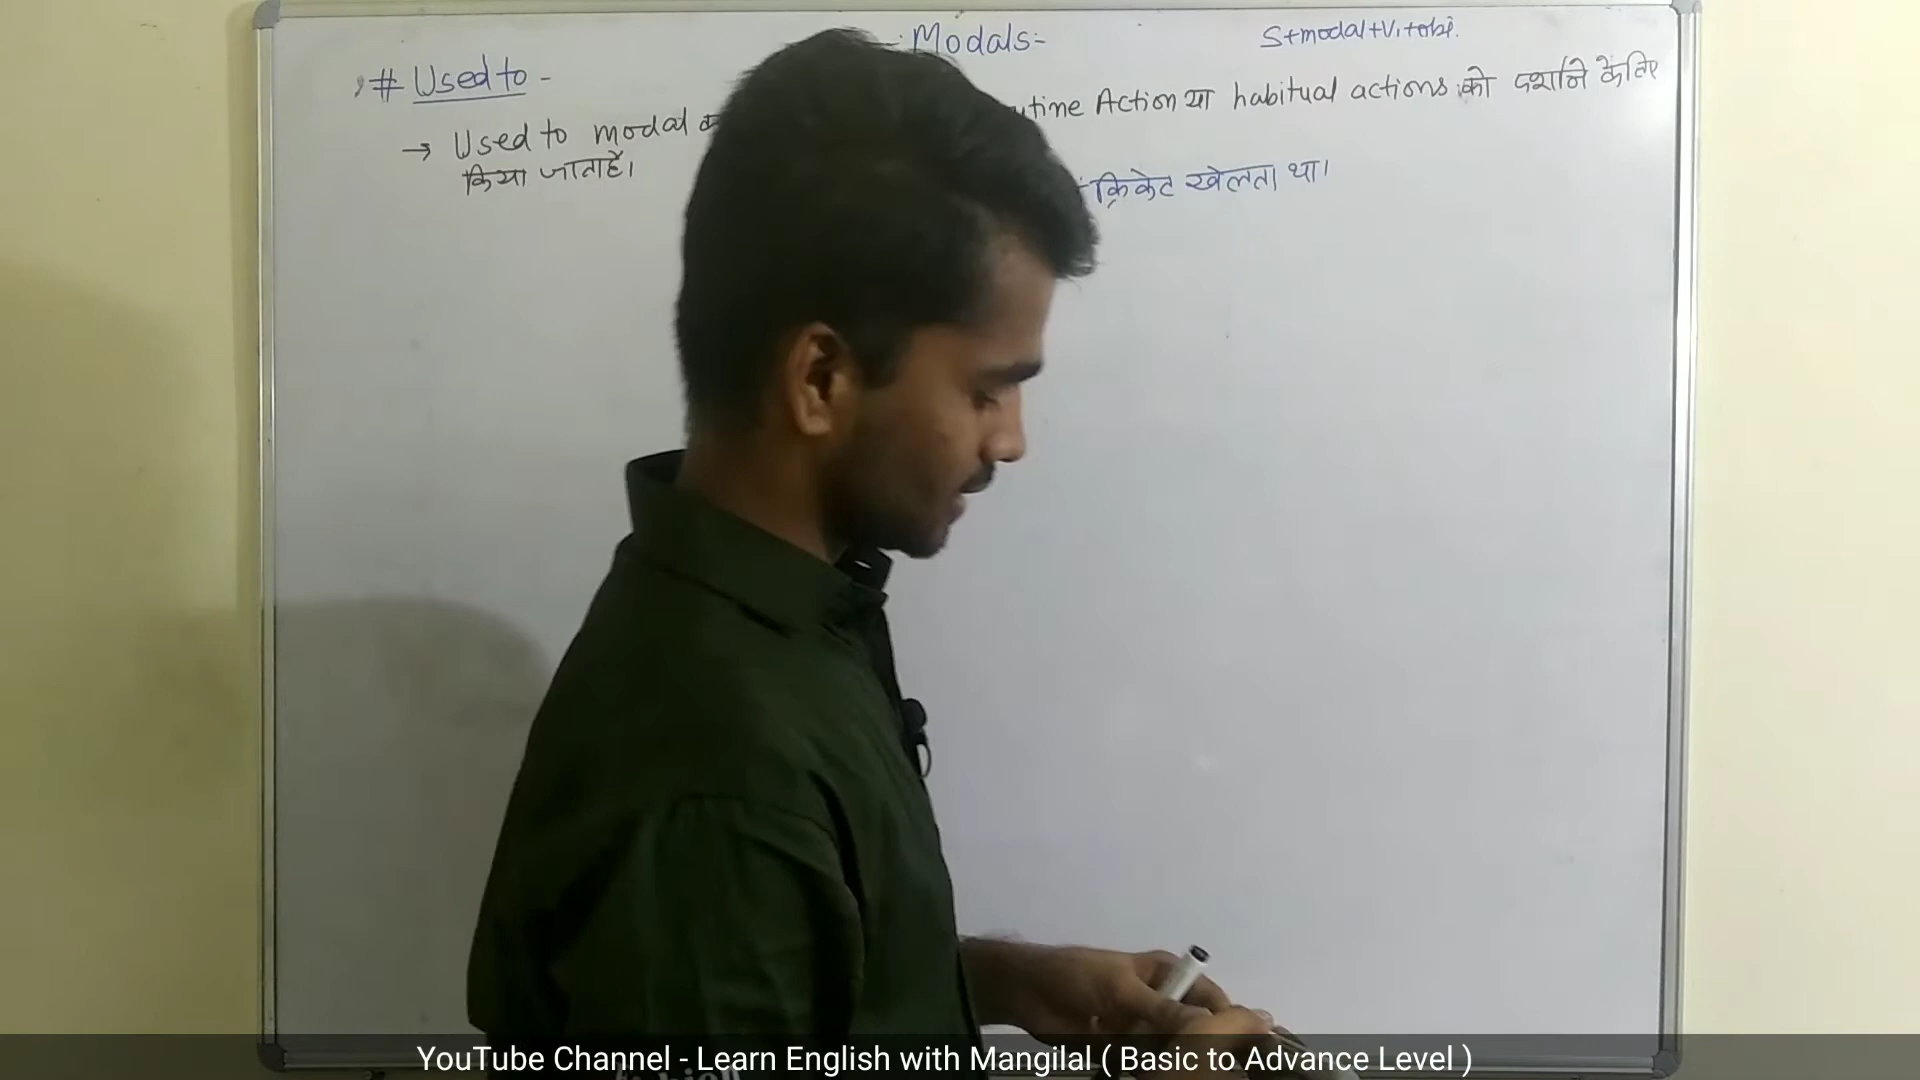 :Modals:-
S+modal+V₁+obj.
# Used to -
→ Used to modal Action या habitual actions को दर्शाने के लिए
किया जाता है।
क्रिकेट खेलता था।
YouTube Channel - Learn English with Mangilal ( Basic to Advance Level )